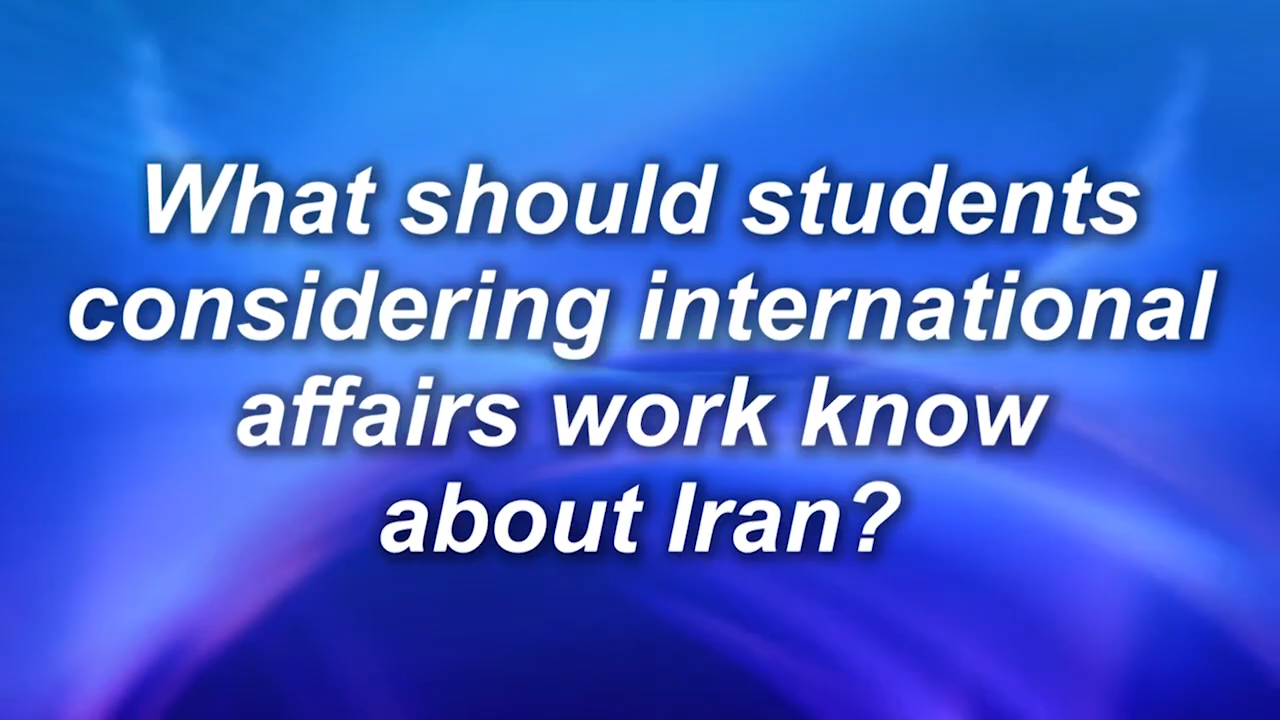 What should students
considering international
affairs work know
about Iran?